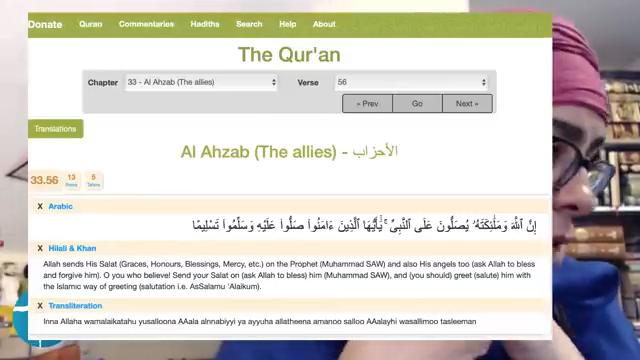 Donate Quran Commentaries Hadiths Search Help About
The Qur'an
Chapter 33 - Al Ahzab (The allies) Verse 56
« Prev Go Next »
Translations
Al Ahzab (The allies) - الأحزاب
33.56 13 5
X Arabic
إِنَّ ٱللَّهَ وَمَلَٰٓئِكَتَهُۥ يُصَلُّونَ عَلَى ٱلنَّبِىِّ ۚ يَٰٓأَيُّهَا ٱلَّذِينَ ءَامَنُوا۟ صَلُّوا۟ عَلَيْهِ وَسَلِّمُوا۟ تَسْلِيمًا
X Hilali & Khan
Allah sends His Salat (Graces, Honours, Blessings, Mercy, etc.) on the Prophet (Muhammad SAW) and also His angels too (ask Allah to bless
and forgive him). O you who believe! Send your Salat on (ask Allah to bless) him (Muhammad SAW), and (you should) greet (salute) him with
the Islamic way of greeting (salutation i.e. AsSalamu 'Alaikum).
X Transliteration
Inna Allaha wamalaikatahu yusalloona AAala alnnabiyyi ya ayyuha allatheena amanoo salloo AAalayhi wasallimoo tasleeman